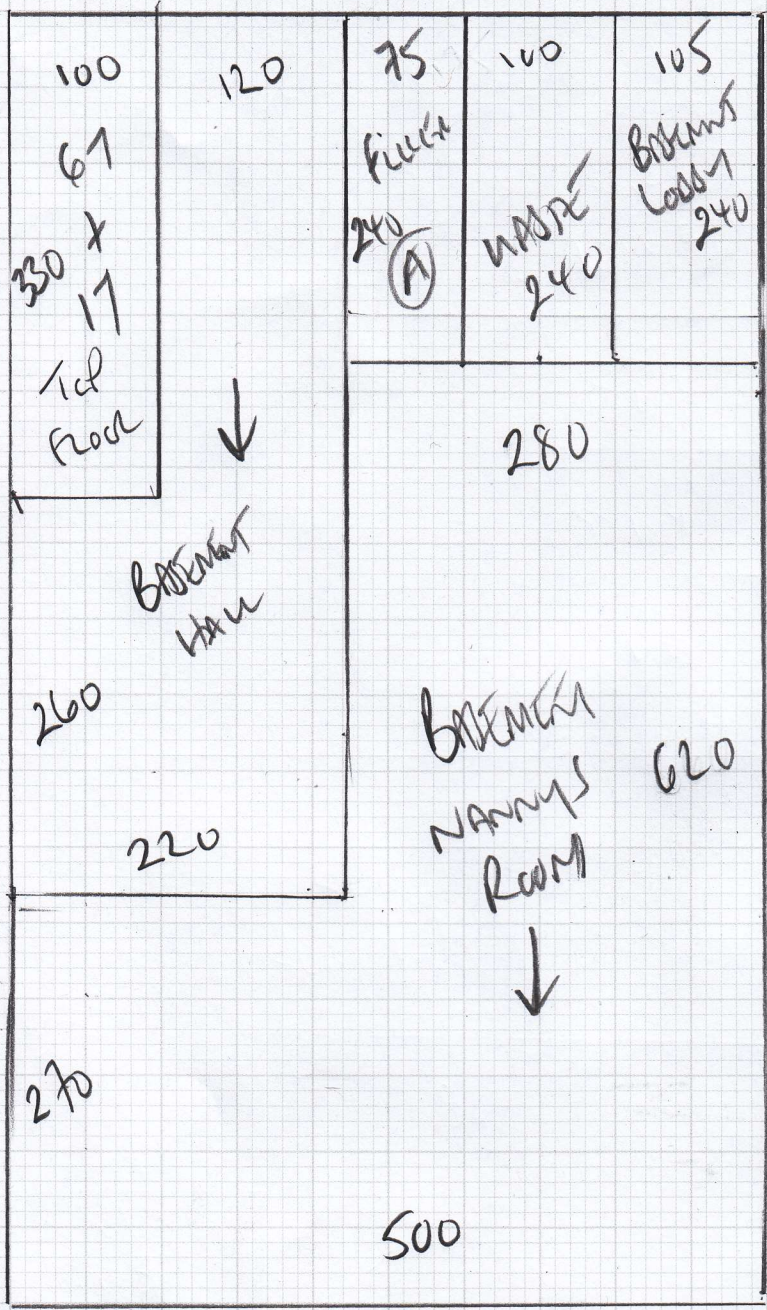 100
67
X
17
330
TOP
FLOOR
120
↓
BASEMENT
HALL
260
220
75
FILLER
240
A
100
WASTE
240
105
BASEMENT
LOBBY
240
280
BASEMENT
NANNYS
ROOM
620
↓
270
500